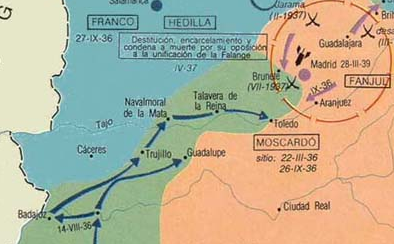 Salamanca
FRANCO
27-IX-36
HEDILLA
Destitución, encarcelamiento y
condena a muerte por su oposición
a la unificación de la Falange
IV-37
Jarama
(II-1937)
Guadalajara
Madrid 28-III-39
FANJUL
Brunete
(VII-1937)
IX-36
Aranjuez
Talavera de
la Reina
Navalmoral
de la Mata
Tajo
Toledo
MOSCARDÓ
sitio: 22-III-36
26-IX-36
Cáceres
Trujillo
Guadalupe
Badajoz
14-VIII-36
Ciudad Real